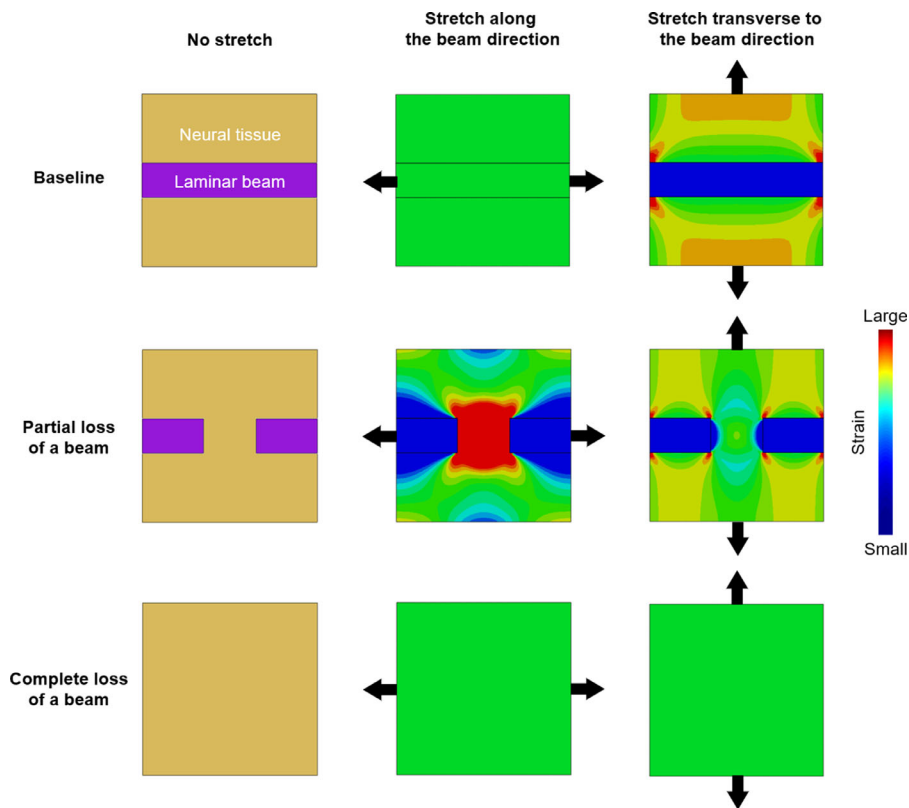 No stretch
Stretch along
the beam direction
Stretch transverse to
the beam direction
Baseline
Neural tissue
Laminar beam
Partial loss
of a beam
Large
Strain
Small
Complete loss
of a beam